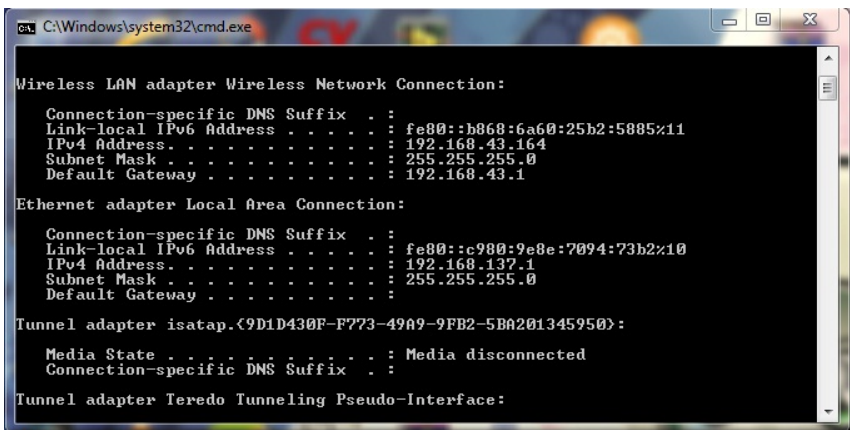 C:\Windows\system32\cmd.exe
Wireless LAN adapter Wireless Network Connection:
Connection-specific DNS Suffix  . :
Link-local IPv6 Address . . . . . : fe80::b868:6a60:25b2:5885%11
IPv4 Address. . . . . . . . . . . : 192.168.43.164
Subnet Mask . . . . . . . . . . . : 255.255.255.0
Default Gateway . . . . . . . . . : 192.168.43.1
Ethernet adapter Local Area Connection:
Connection-specific DNS Suffix  . :
Link-local IPv6 Address . . . . . : fe80::c980:9e8e:7094:73b2%10
IPv4 Address. . . . . . . . . . . : 192.168.137.1
Subnet Mask . . . . . . . . . . . : 255.255.255.0
Default Gateway . . . . . . . . . :
Tunnel adapter isatap.{9D1D430F-F773-49A9-9FB2-5BA201345950}:
Media State . . . . . . . . . . . : Media disconnected
Connection-specific DNS Suffix  . :
Tunnel adapter Teredo Tunneling Pseudo-Interface: